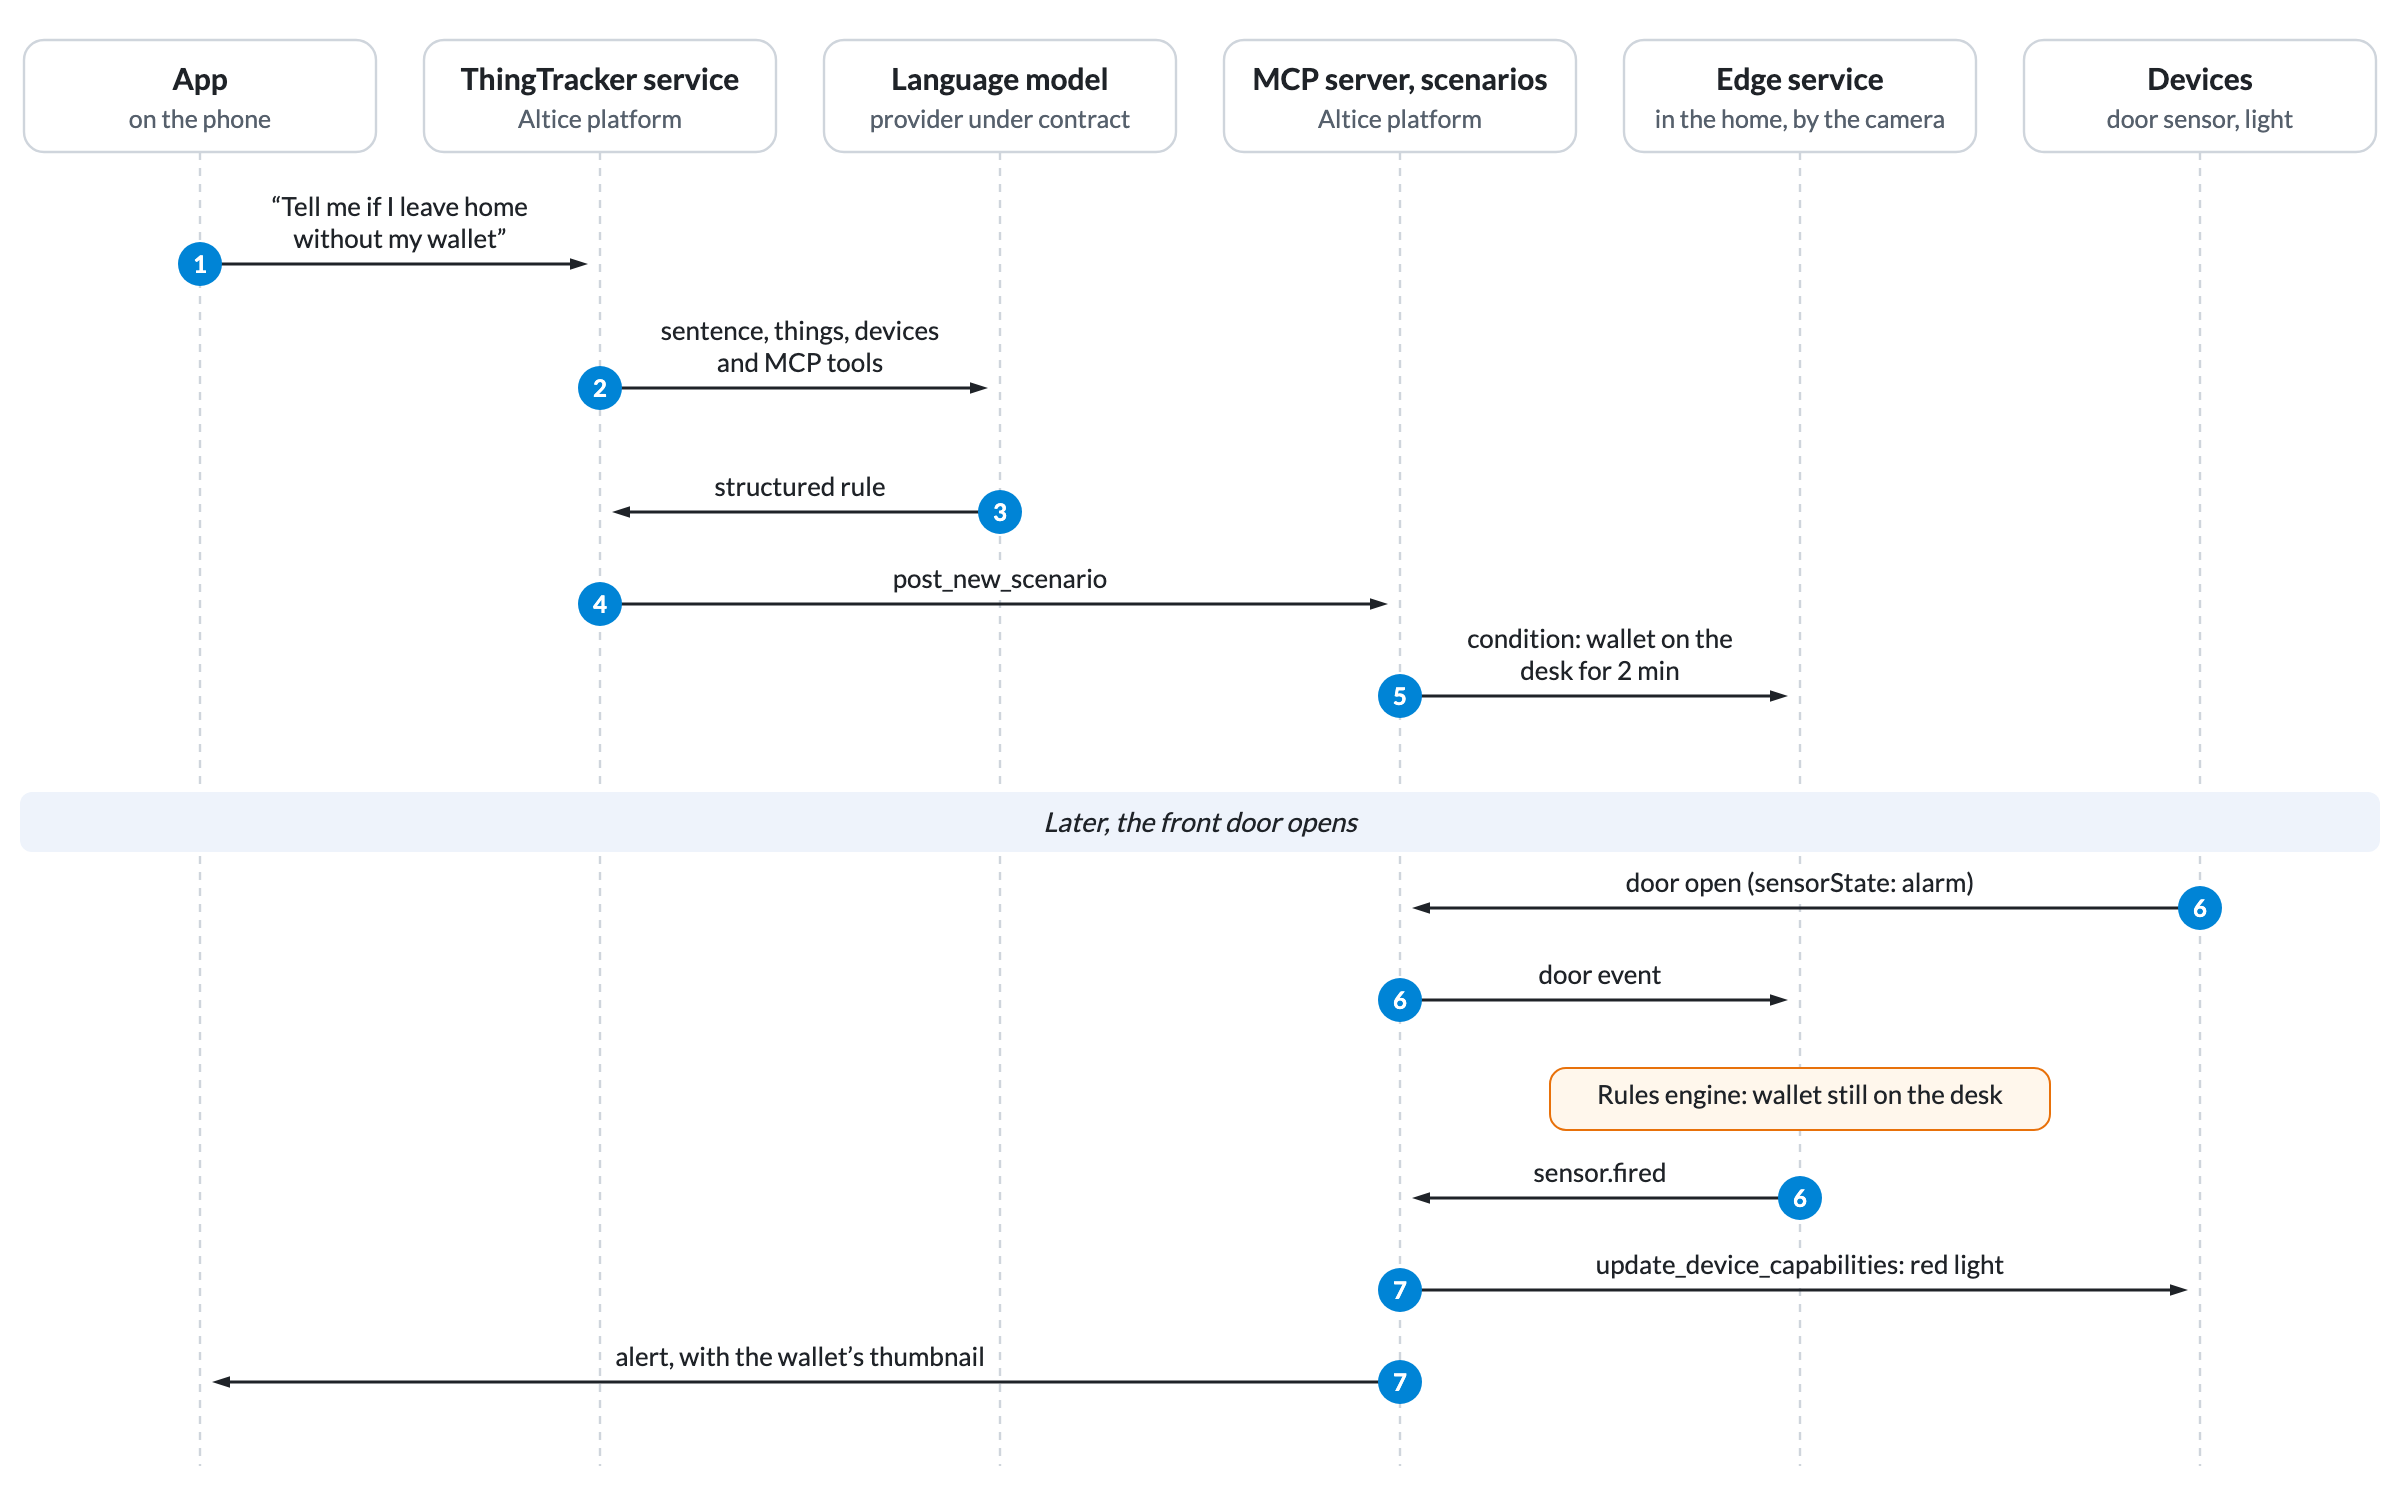 App
on the phone
ThingTracker service
Altice platform
Language model
provider under contract
MCP server, scenarios
Altice platform
Edge service
in the home, by the camera
Devices
door sensor, light
“Tell me if I leave home
without my wallet”
1
sentence, things, devices
and MCP tools
2
structured rule
3
post_new_scenario
4
condition: wallet on the
desk for 2 min
5
Later, the front door opens
door open (sensorState: alarm)
6
door event
6
Rules engine: wallet still on the desk
sensor.fired
6
update_device_capabilities: red light
7
alert, with the wallet’s thumbnail
7